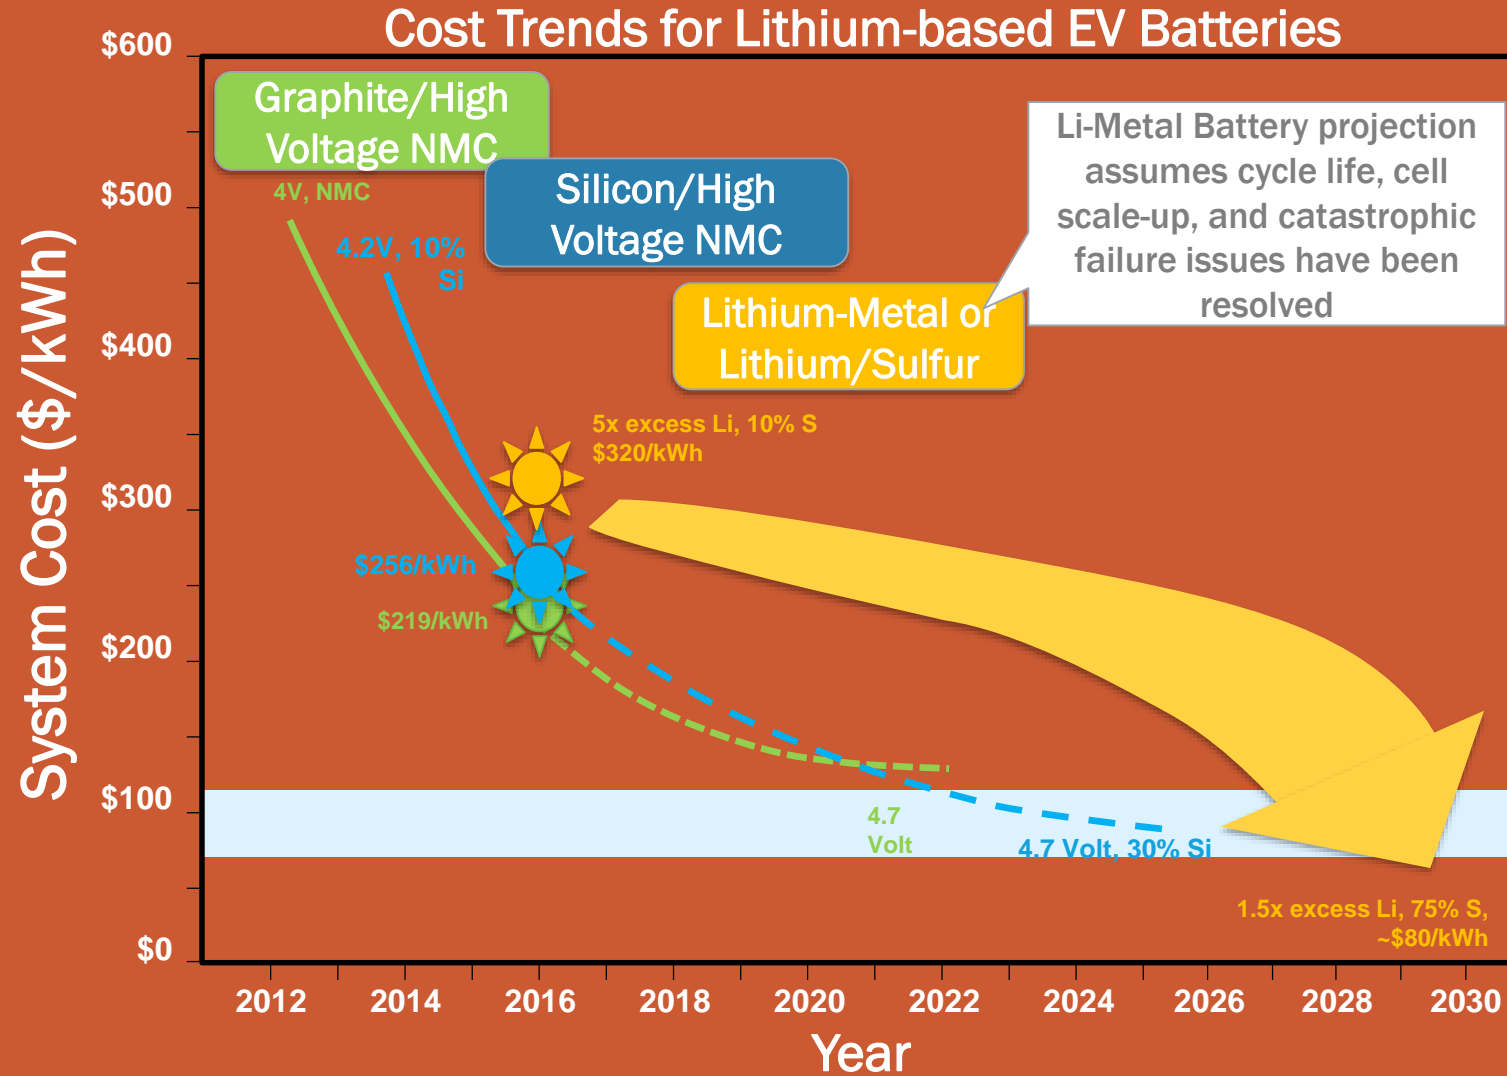 Cost Trends for Lithium-based EV Batteries
$600
$500
$400
$300
$200
$100
$0
System Cost ($/kWh)
Graphite/High
Voltage NMC
4V, NMC
Silicon/High
Voltage NMC
4.2V, 10%
Si
Lithium-Metal or
Lithium/Sulfur
Li-Metal Battery projection
assumes cycle life, cell
scale-up, and catastrophic
failure issues have been
resolved
5x excess Li, 10% S
$320/kWh
$256/kWh
$219/kWh
4.7
Volt
4.7 Volt, 30% Si
1.5x excess Li, 75% S,
~$80/kWh
2012 2014 2016 2018 2020 2022 2024 2026 2028 2030
Year